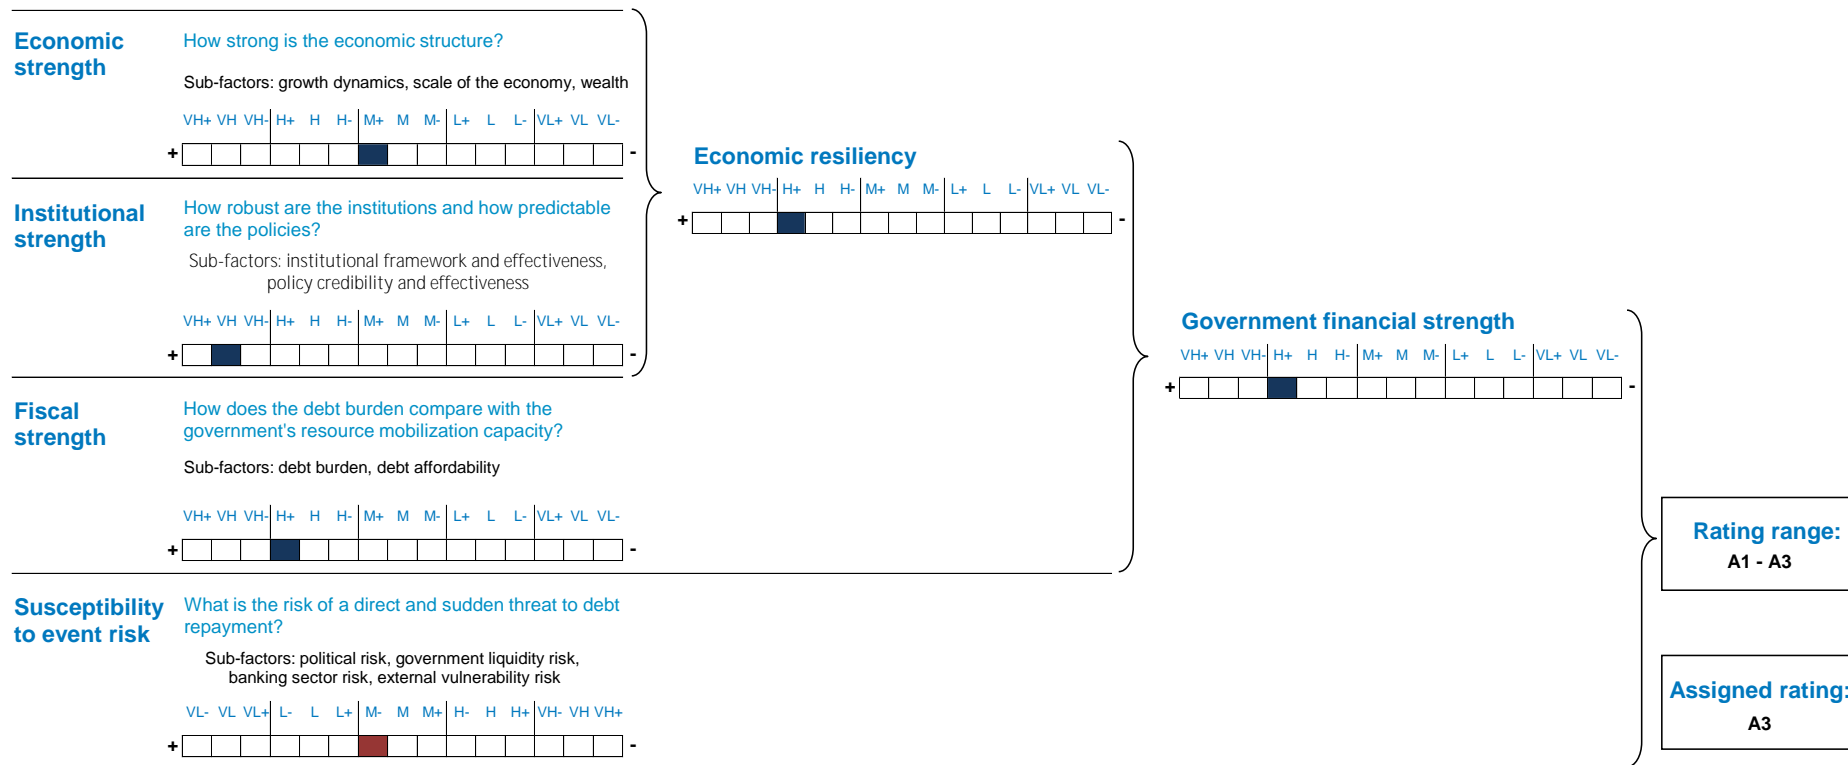 Economic
strength
How strong is the economic structure?
Sub-factors: growth dynamics, scale of the economy, wealth
VH+ VH VH- H+ H H- M+ M M- L+ L L- VL+ VL VL-
+ -
Institutional
strength
How robust are the institutions and how predictable
are the policies?
Sub-factors: institutional framework and effectiveness,
policy credibility and effectiveness
VH+ VH VH- H+ H H- M+ M M- L+ L L- VL+ VL VL-
+ -
Economic resiliency
VH+ VH VH- H+ H H- M+ M M- L+ L L- VL+ VL VL-
+ -
Fiscal
strength
How does the debt burden compare with the
government's resource mobilization capacity?
Sub-factors: debt burden, debt affordability
VH+ VH VH- H+ H H- M+ M M- L+ L L- VL+ VL VL-
+ -
Government financial strength
VH+ VH VH- H+ H H- M+ M M- L+ L L- VL+ VL VL-
+ -
Susceptibility
to event risk
What is the risk of a direct and sudden threat to debt
repayment?
Sub-factors: political risk, government liquidity risk,
banking sector risk, external vulnerability risk
VL- VL VL+ L- L L+ M- M M+ H- H H+ VH- VH VH+
+ -
Rating range:
A1 - A3
Assigned rating:
A3